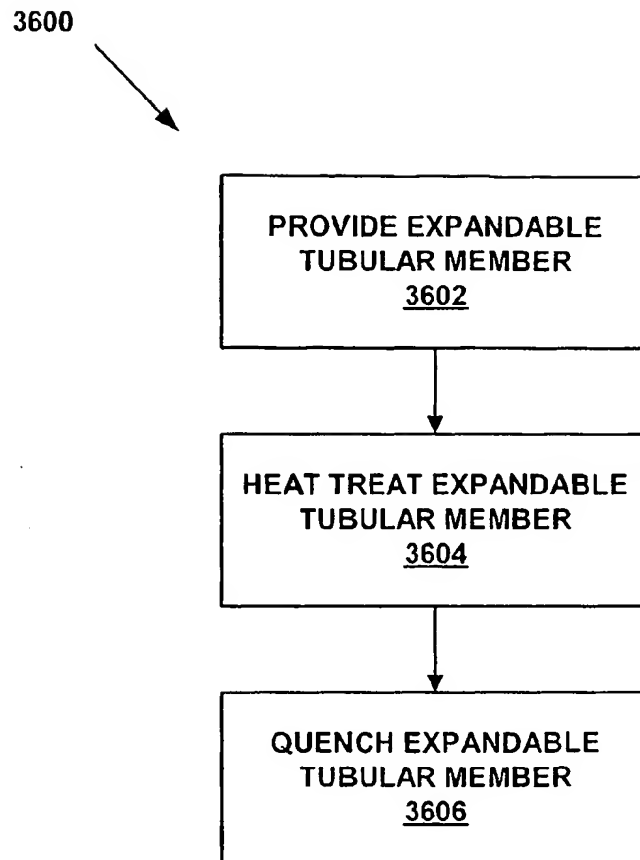 3600
PROVIDE EXPANDABLE
TUBULAR MEMBER
3602
HEAT TREAT EXPANDABLE
TUBULAR MEMBER
3604
QUENCH EXPANDABLE
TUBULAR MEMBER
3606